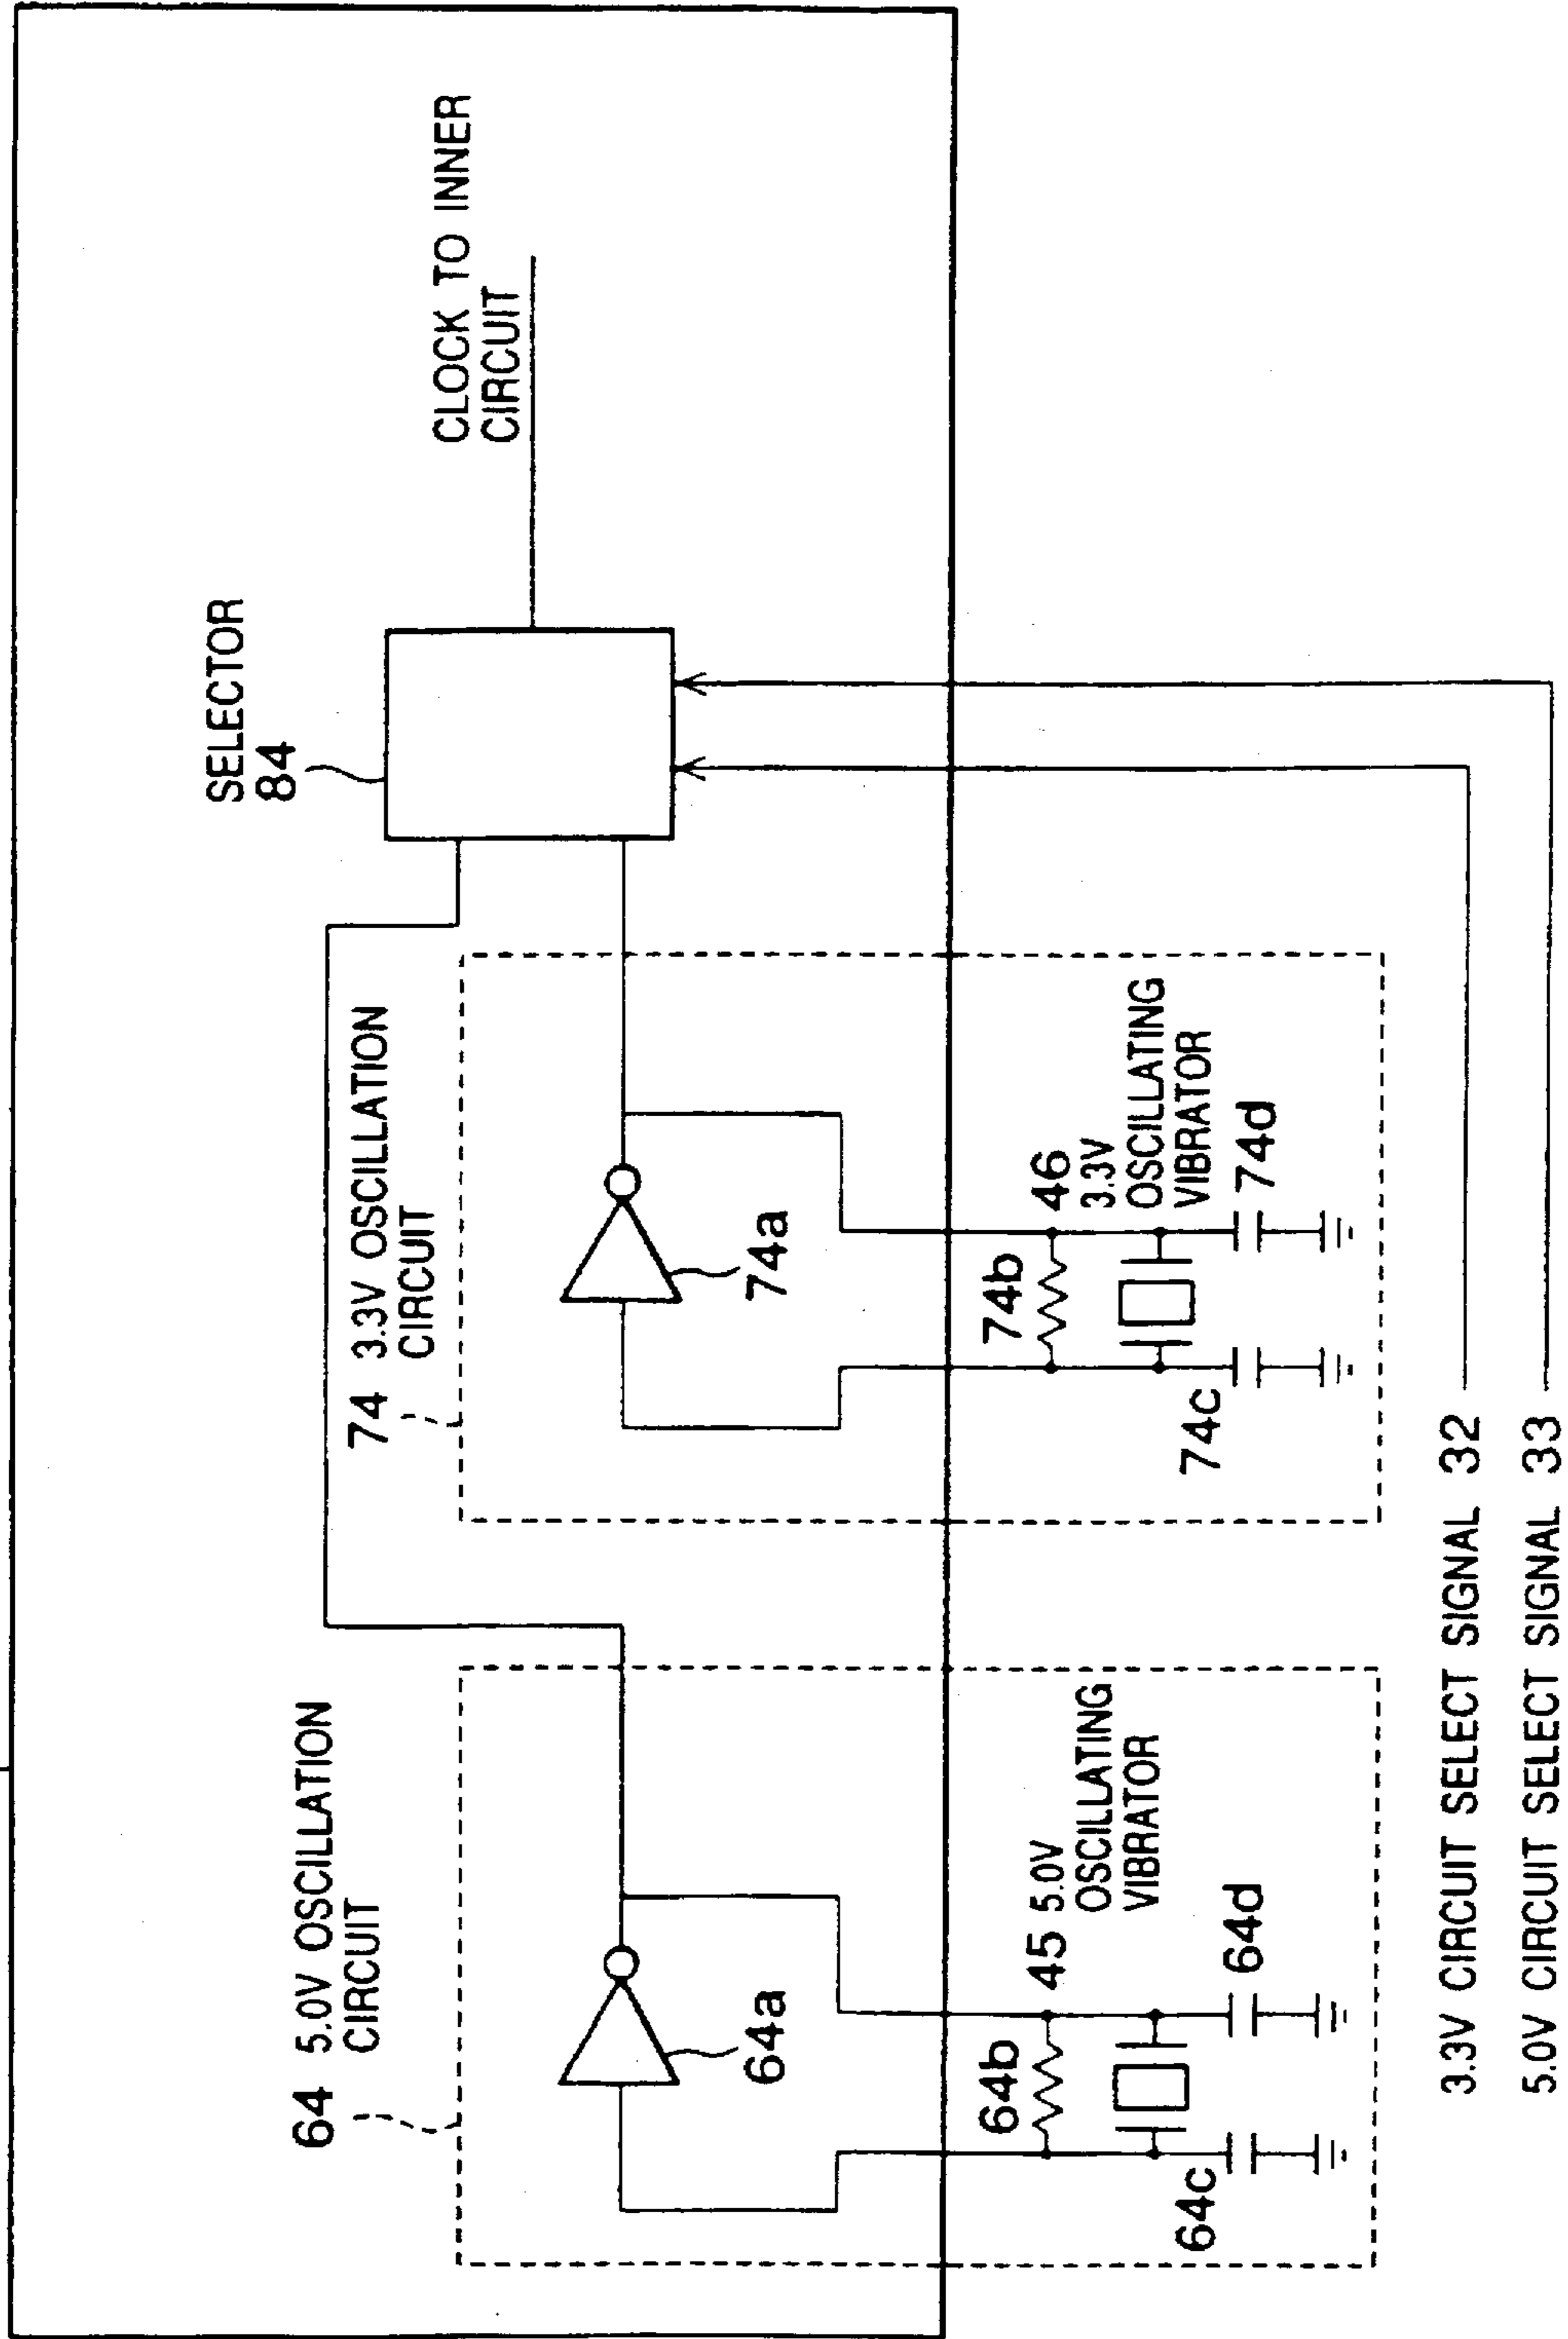 SELECTOR
84
CLOCK TO INNER
CIRCUIT
64 5.0V OSCILLATION
CIRCUIT
74 3.3V OSCILLATION
CIRCUIT
64a
74a
64b
45 5.0V
OSCILLATING
VIBRATOR
64c
64d
74b
46
3.3V
OSCILLATING
VIBRATOR
74c
74d
3.3V CIRCUIT SELECT SIGNAL 32
5.0V CIRCUIT SELECT SIGNAL 33